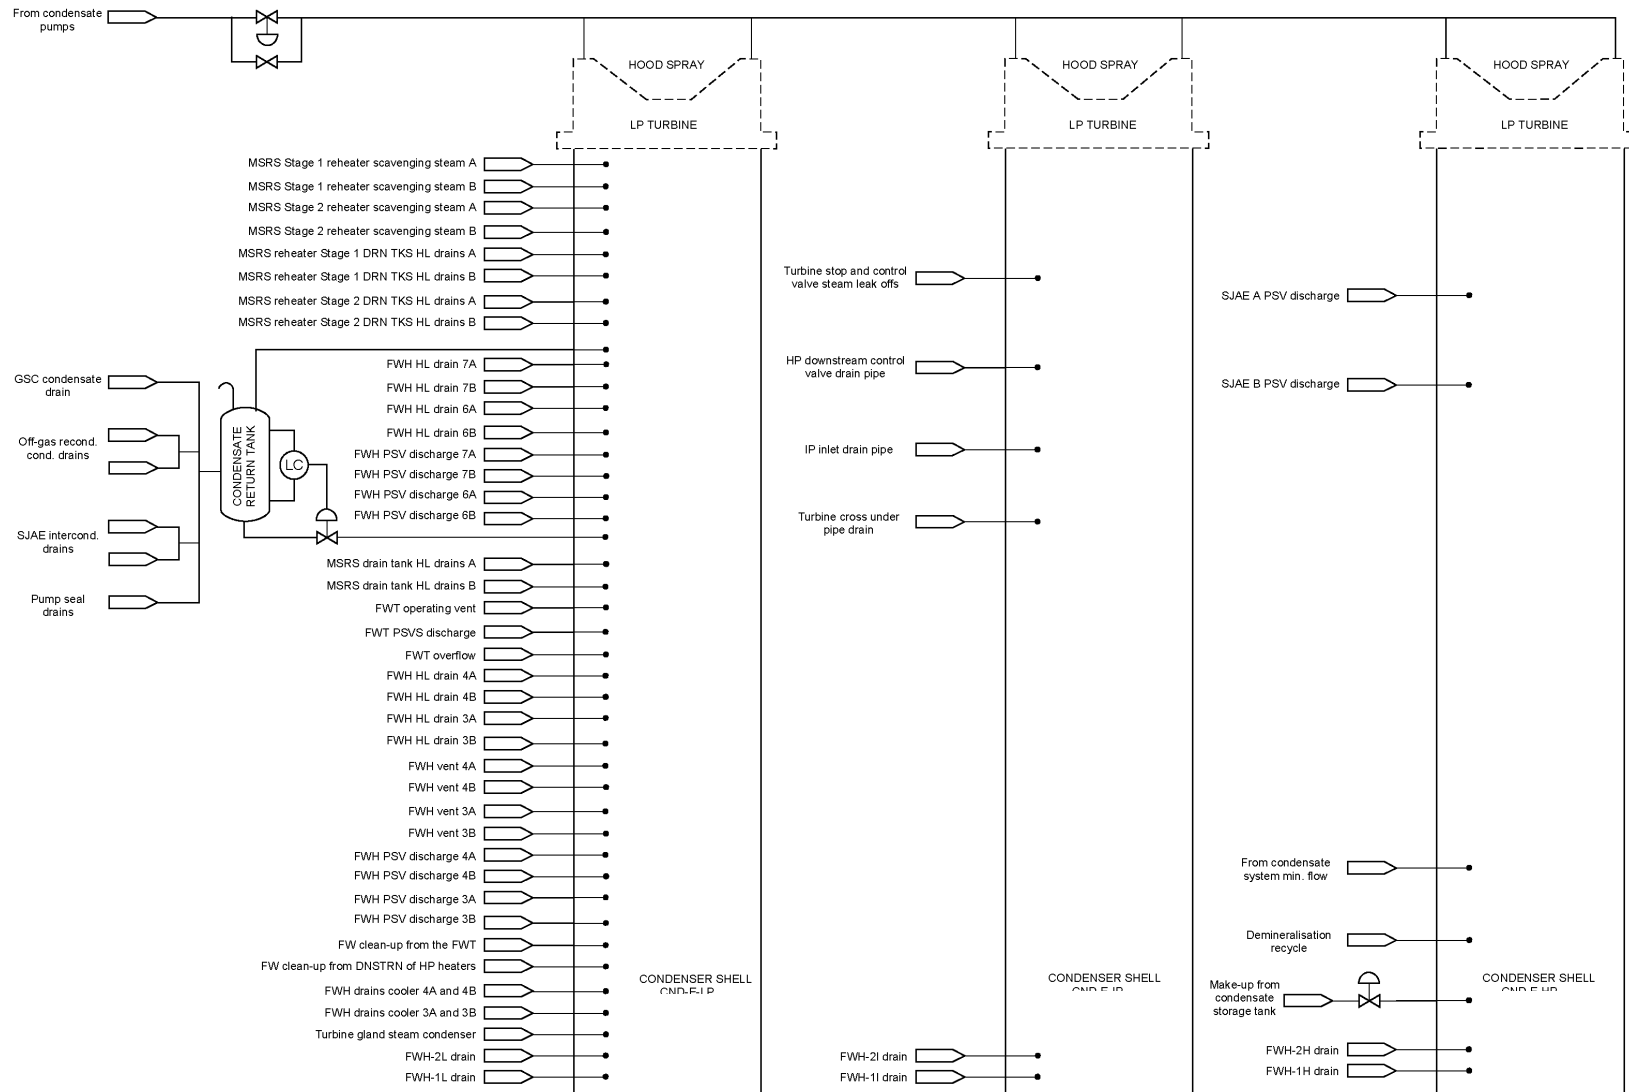 From condensate
pumps
HOOD SPRAY
LP TURBINE
HOOD SPRAY
LP TURBINE
HOOD SPRAY
LP TURBINE
MSRS Stage 1 reheater scavenging steam A
MSRS Stage 1 reheater scavenging steam B
MSRS Stage 2 reheater scavenging steam A
MSRS Stage 2 reheater scavenging steam B
MSRS reheater Stage 1 DRN TKS HL drains A
MSRS reheater Stage 1 DRN TKS HL drains B
MSRS reheater Stage 2 DRN TKS HL drains A
MSRS reheater Stage 2 DRN TKS HL drains B
GSC condensate
drain
Off-gas recond.
cond. drains
SJAE intercond.
drains
Pump seal
drains
CONDENSATE
RETURN TANK
LC
FWH HL drain 7A
FWH HL drain 7B
FWH HL drain 6A
FWH HL drain 6B
FWH PSV discharge 7A
FWH PSV discharge 7B
FWH PSV discharge 6A
FWH PSV discharge 6B
MSRS drain tank HL drains A
MSRS drain tank HL drains B
FWT operating vent
FWT PSVS discharge
FWT overflow
FWH HL drain 4A
FWH HL drain 4B
FWH HL drain 3A
FWH HL drain 3B
FWH vent 4A
FWH vent 4B
FWH vent 3A
FWH vent 3B
FWH PSV discharge 4A
FWH PSV discharge 4B
FWH PSV discharge 3A
FWH PSV discharge 3B
FW clean-up from the FWT
FW clean-up from DNSTRN of HP heaters
FWH drains cooler 4A and 4B
FWH drains cooler 3A and 3B
Turbine gland steam condenser
FWH-2L drain
FWH-1L drain
CONDENSER SHELL
CND-E-LP
Turbine stop and control
valve steam leak offs
HP downstream control
valve drain pipe
IP inlet drain pipe
Turbine cross under
pipe drain
CONDENSER SHELL
CND-E-IP
FWH-2I drain
FWH-1I drain
SJAE A PSV discharge
SJAE B PSV discharge
From condensate
system min. flow
Demineralisation
recycle
Make-up from
condensate
storage tank
CONDENSER SHELL
CND-E-HP
FWH-2H drain
FWH-1H drain